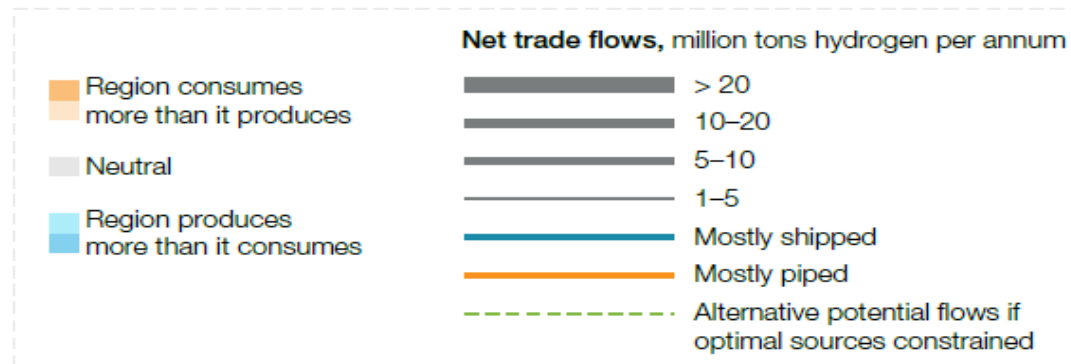 Net trade flows, million tons hydrogen per annum
Region consumes
more than it produces
Neutral
Region produces
more than it consumes
> 20
10–20
5–10
1–5
Mostly shipped
Mostly piped
Alternative potential flows if
optimal sources constrained